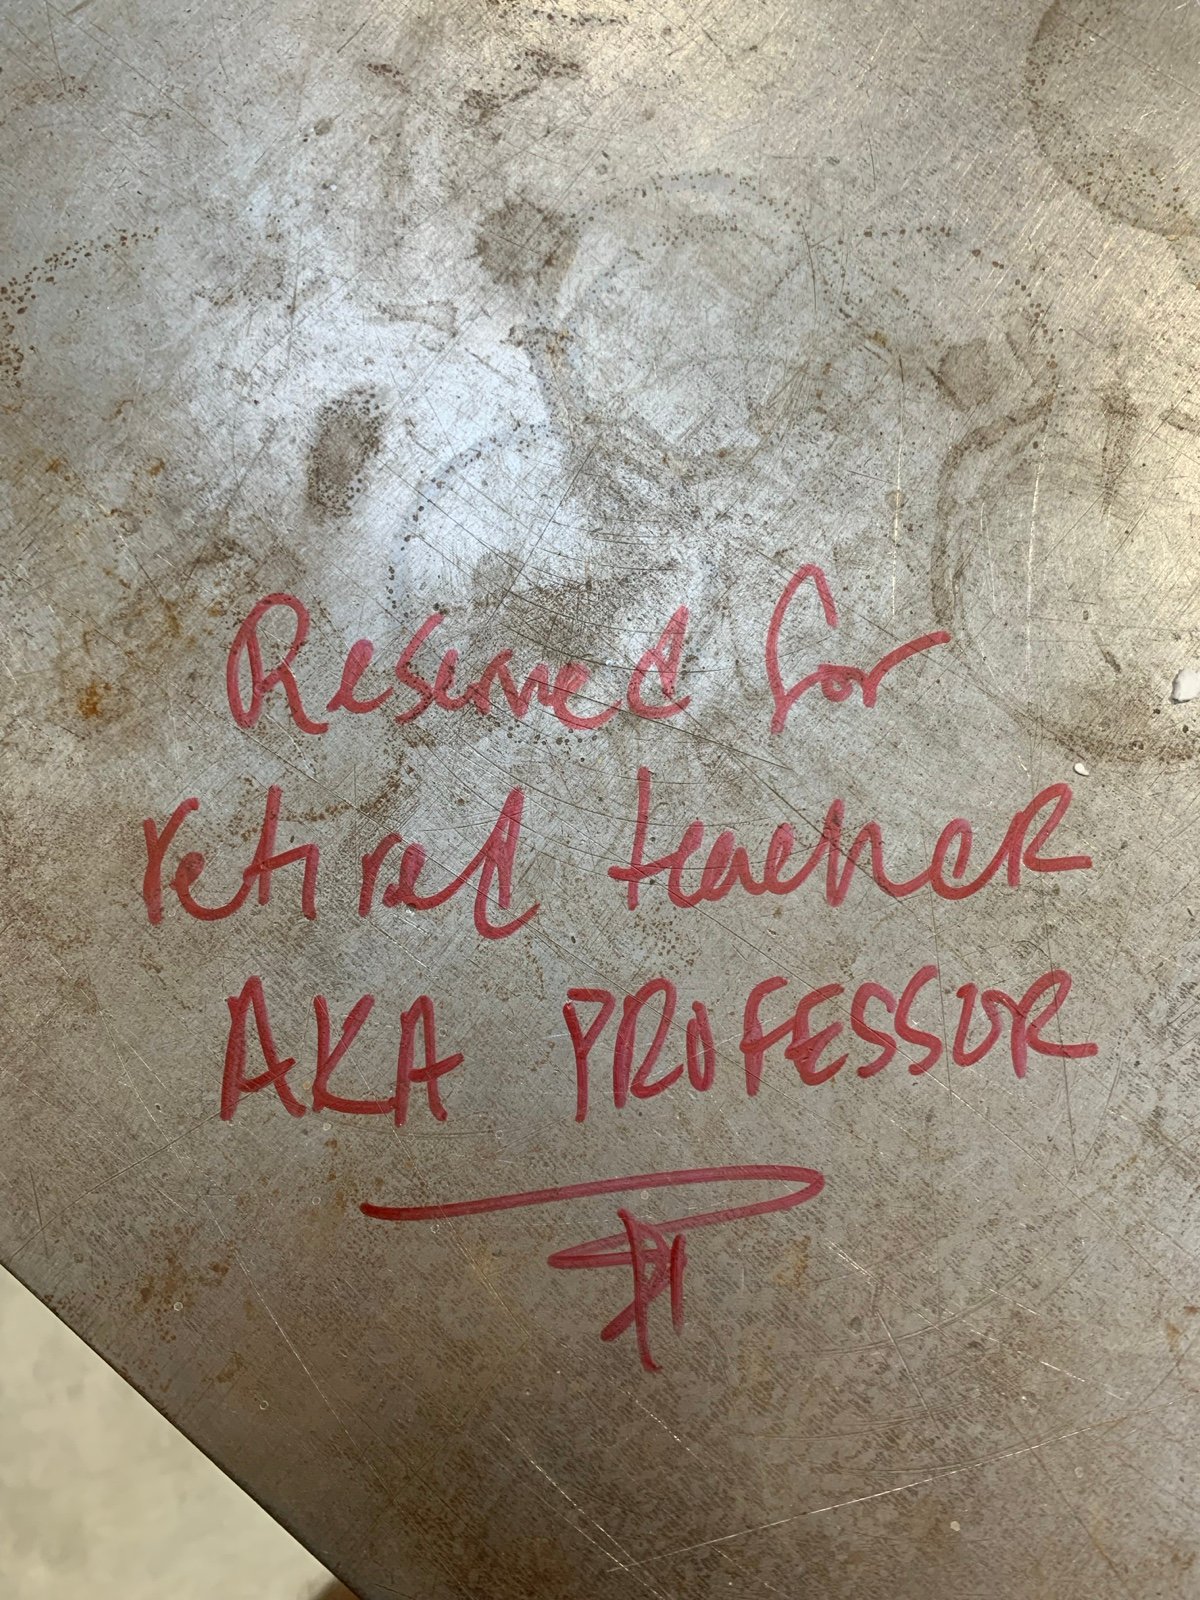 Reserved for
retired teacher
AKA PROFESSOR